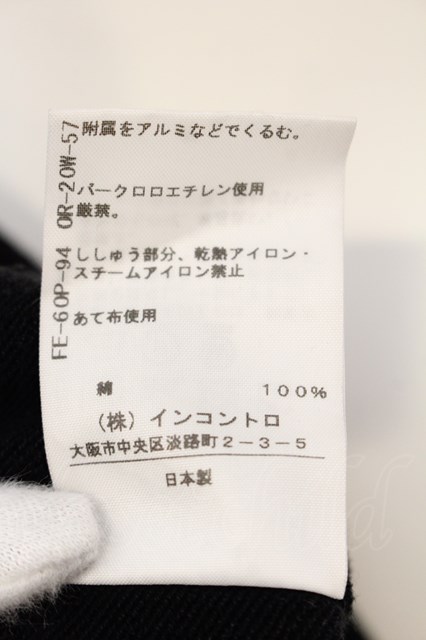 附属をアルミなどでくるむ。
パークロロエチレン使用
厳禁。
ししゅう部分、乾熱アイロン・
スチームアイロン禁止
あて布使用
綿 100%
(株)インコントロ
大阪市中央区淡路町2-3-5
日本製
FE-60P-94 OR-20W-57